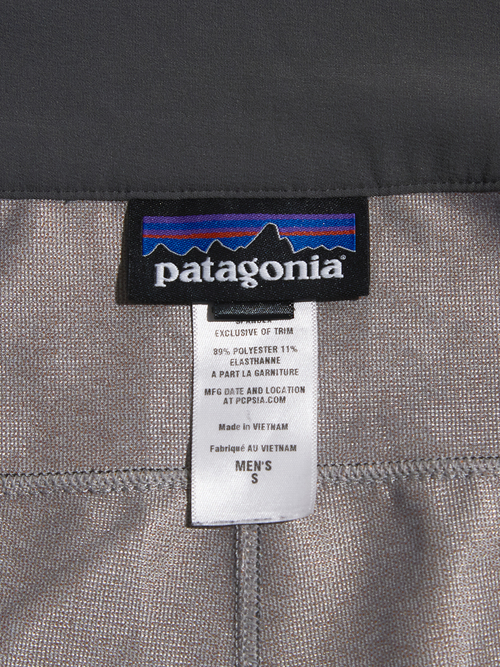 patagonia®
SPANDEX
EXCLUSIVE OF TRIM
89% POLYESTER 11%
ELASTHANNE
A PART LA GARNITURE
MFG DATE AND LOCATION
AT PCPSIA.COM
Made in VIETNAM
Fabriqué AU VIETNAM
MEN'S
S